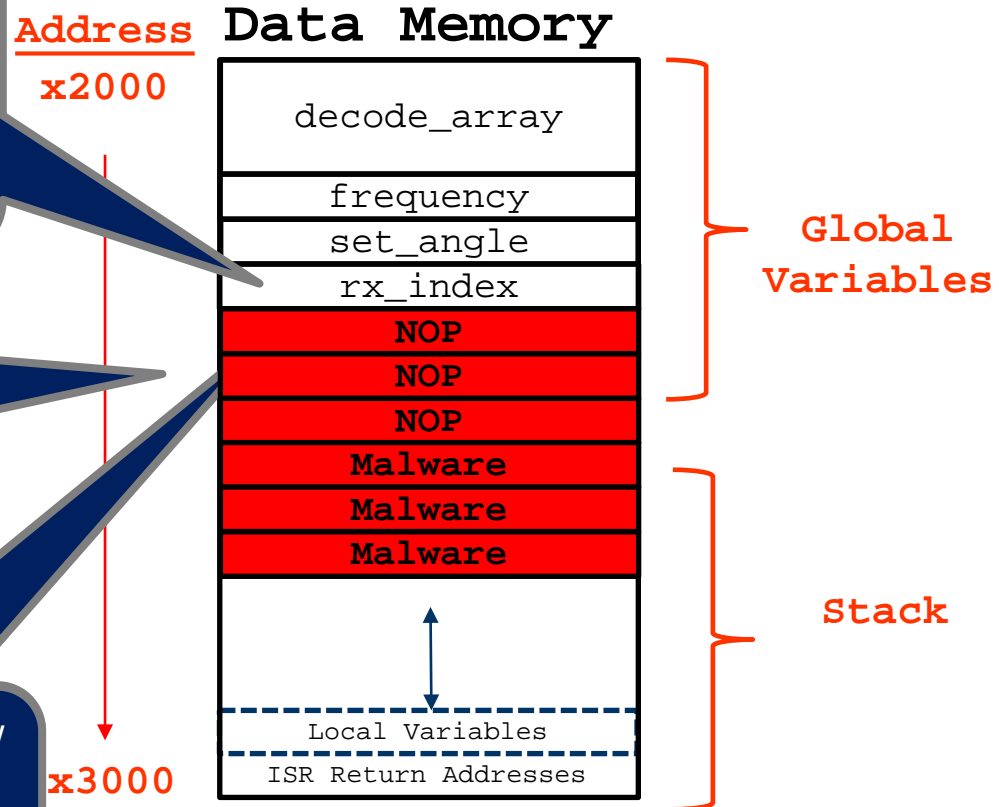 Address
Data Memory
x2000
decode_array
frequency
set_angle
rx_index
NOP
NOP
NOP
Malware
Malware
Malware
Local Variables
ISR Return Addresses
x3000
Global
Variables
Stack